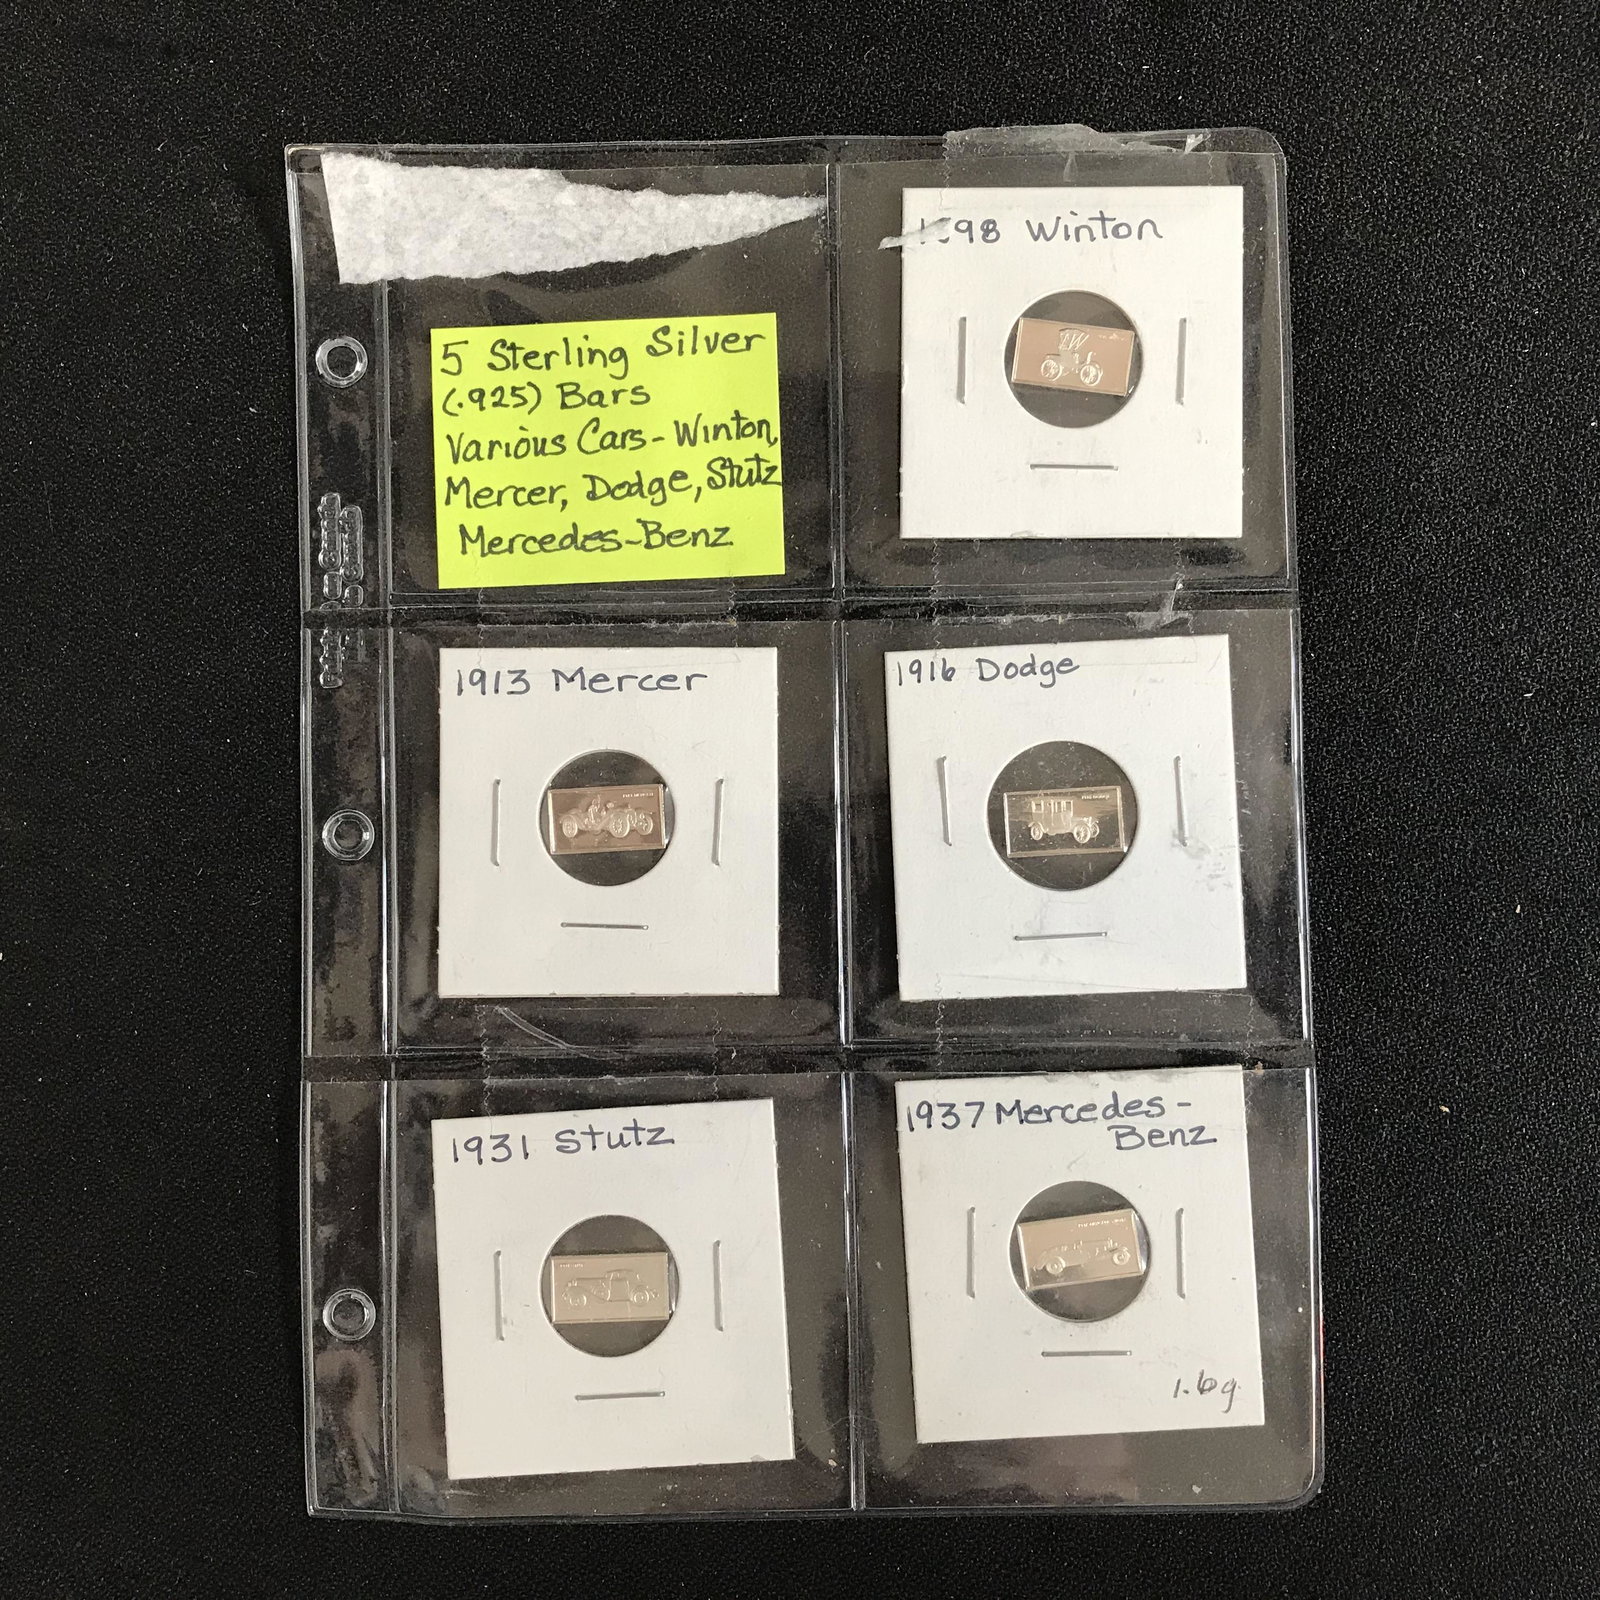 5 Sterling Silver
(.925) Bars
Various Cars - Winton,
Mercer, Dodge, Stutz
Mercedes-Benz
1898 Winton
1913 Mercer
1916 Dodge
1931 Stutz
1937 Mercedes-
Benz
1.6g.